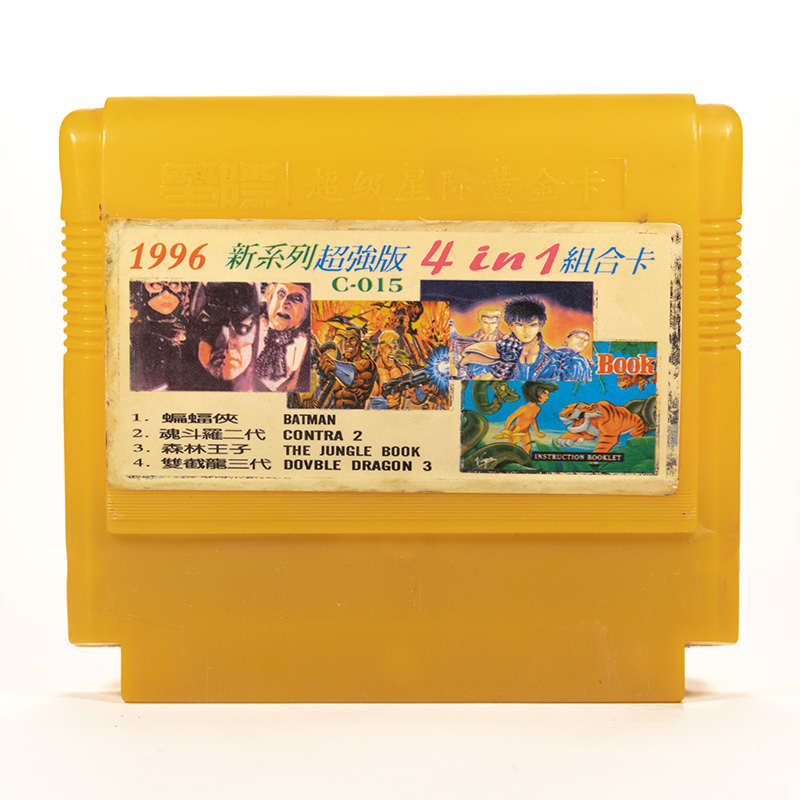 超级星际黄金卡
1996 新系列超強版 4 in 1 組合卡
C-015
Book
1. 蝙蝠俠 BATMAN
2. 魂斗羅二代 CONTRA 2
3. 森林王子 THE JUNGLE BOOK
4. 雙截龍三代 DOVBLE DRAGON 3
Virgin
INSTRUCTION BOOKLET